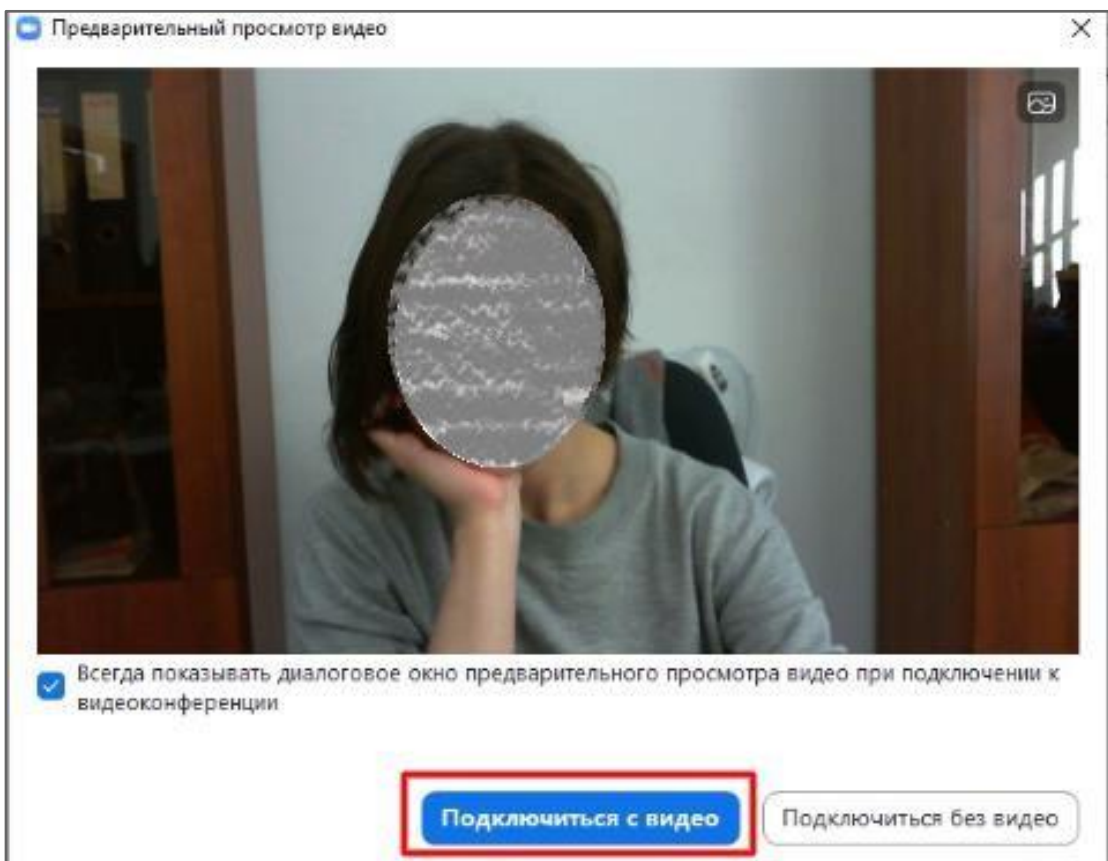 Предварительный просмотр видео
Всегда показывать диалоговое окно предварительного просмотра видео при подключении к
видеоконференции
Подключиться с видео
Подключиться без видео